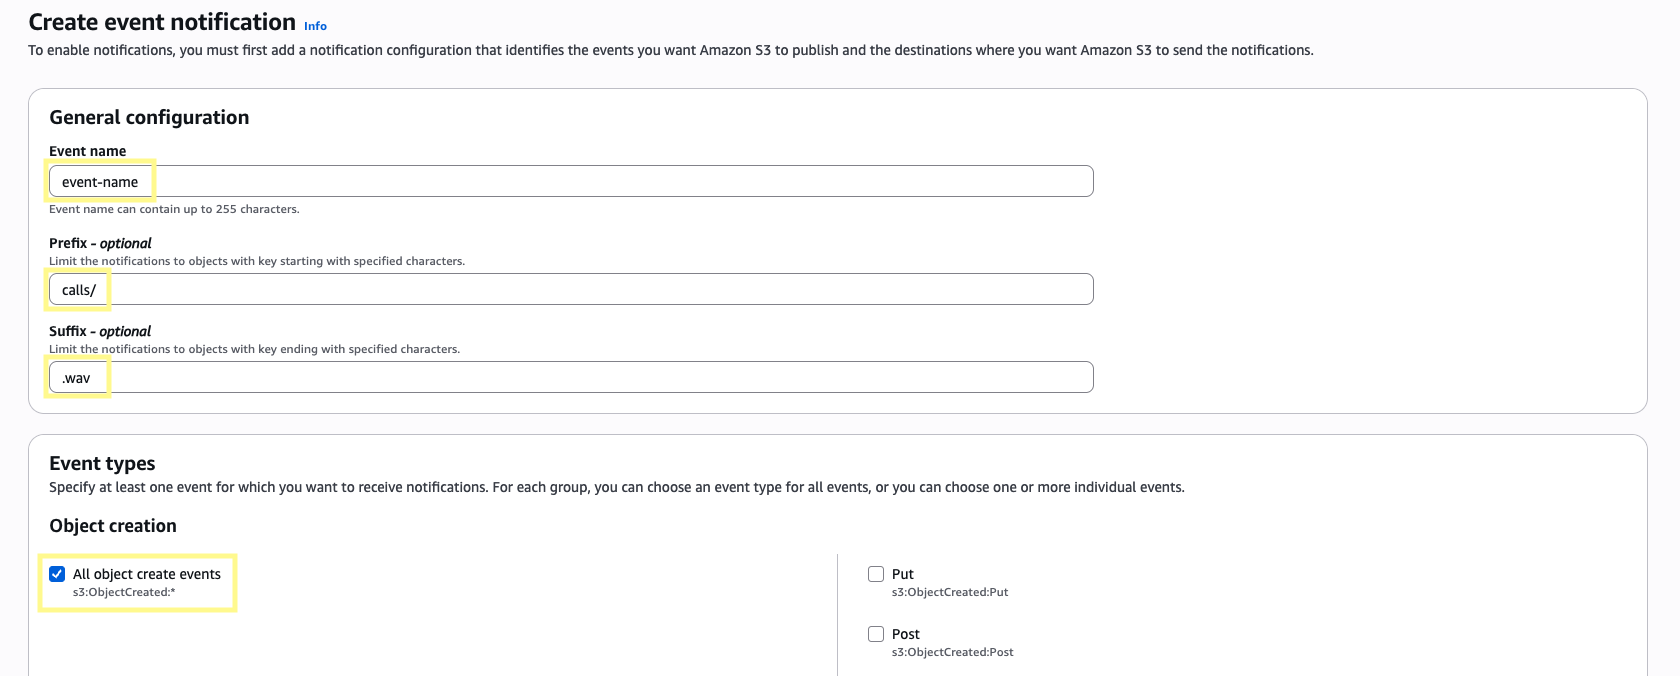 Create event notification Info
To enable notifications, you must first add a notification configuration that identifies the events you want Amazon S3 to publish and the destinations where you want Amazon S3 to send the notifications.
General configuration
Event name
event-name
Event name can contain up to 255 characters.
Prefix - optional
Limit the notifications to objects with key starting with specified characters.
calls/
Suffix - optional
Limit the notifications to objects with key ending with specified characters.
.wav
Event types
Specify at least one event for which you want to receive notifications. For each group, you can choose an event type for all events, or you can choose one or more individual events.
Object creation
All object create events
s3:ObjectCreated:*
Put
s3:ObjectCreated:Put
Post
s3:ObjectCreated:Post